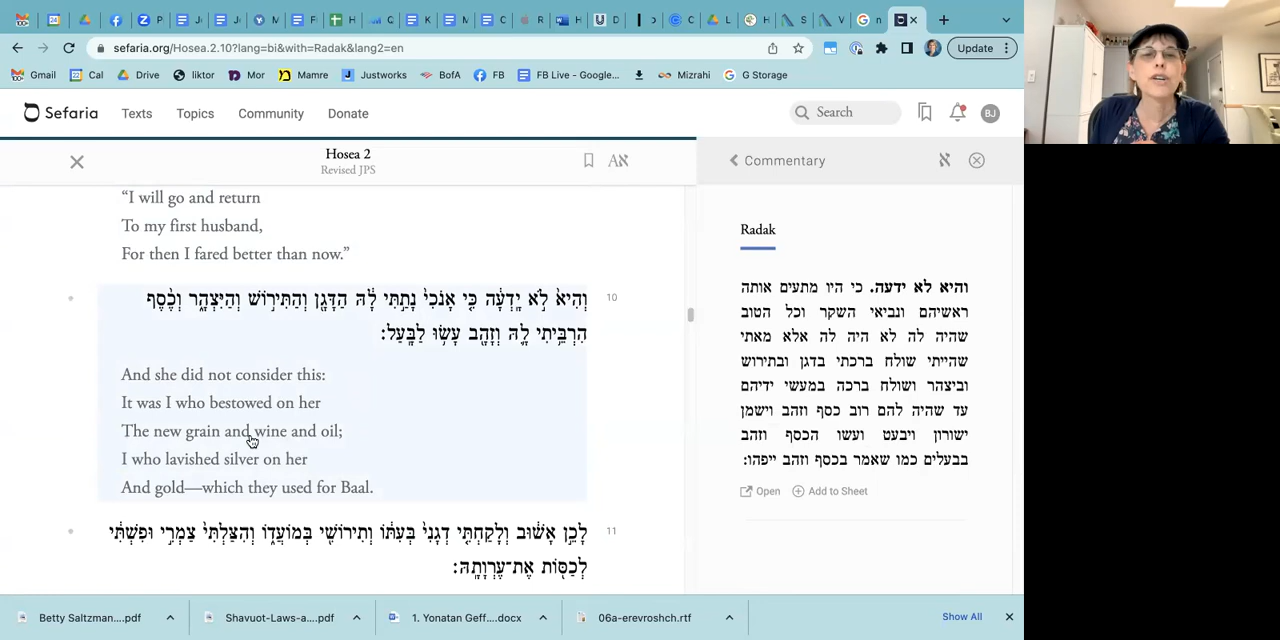 sefaria.org/Hosea.2.10?lang=bi&with=Radak&lang2=en
Update
Gmail Cal Drive liktor Mor Mamre Justworks BofA FB FB Live - Google... Mizrahi G Storage
Sefaria Texts Topics Community Donate Search BJ
Hosea 2
Revised JPS
Aא
Commentary
א
“I will go and return
To my first husband,
For then I fared better than now.”
10
וְהִיא֙ לֹ֣א יָֽדְעָ֔ה כִּ֤י אָֽנֹכִי֙ נָתַ֣תִּי לָ֔הּ הַדָּגָ֖ן וְהַתִּיר֣וֹשׁ וְהַיִּצְהָ֑ר וְכֶ֨סֶף
הִרְבֵּ֥יתִי לָ֛הּ וְזָהָ֖ב עָשׂ֥וּ לַבָּֽעַל׃
And she did not consider this:
It was I who bestowed on her
The new grain and wine and oil;
I who lavished silver on her
And gold—which they used for Baal.
11
לָכֵ֣ן אָשׁ֔וּב וְלָקַחְתִּ֤י דְגָנִי֙ בְּעִתּ֔וֹ וְתִירוֹשִׁ֖י בְּמֽוֹעֲד֑וֹ וְהִצַּלְתִּי֙ צַמְרִ֣י וּפִשְׁתִּ֔י
לְכַסּ֖וֹת אֶת־עֶרְוָתָֽהּ׃
Radak
והיא לא ידעה. כי היו מתעים אותה
ראשיהם ונביאי השקר וכל הטוב
שהיה לה לא היה לה אלא מאתי
שהייתי שולח ברכתי בדגן ובתירוש
וביצהר ושולח ברכה במעשי ידיהם
עד שהיה להם רוב כסף וזהב וישמן
ישורון ויבעט ועשו הכסף וזהב
בבעלים כמו שאמר בכסף וזהב ייפהו:
Open Add to Sheet
Betty Saltzman....pdf Shavuot-Laws-a....pdf 1. Yonatan Geff....docx 06a-erevroshch.rtf Show All